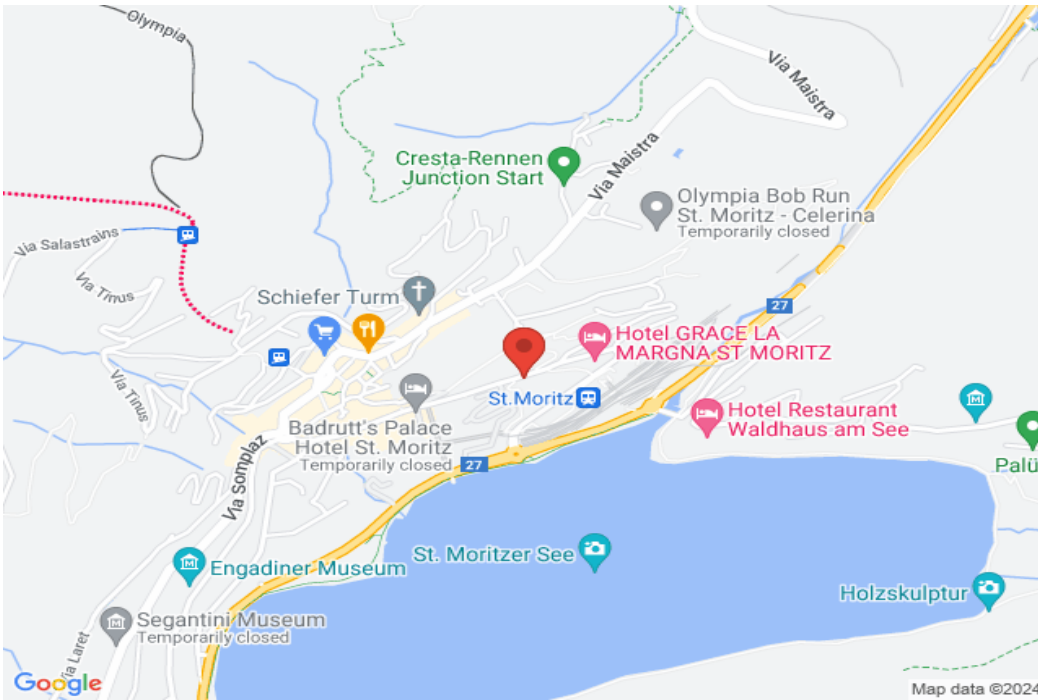 Olympia
Via Maistra
Cresta-Rennen
Junction Start
Via Maistra
Olympia Bob Run
St. Moritz - Celerina
Temporarily closed
Via Salastrains
Via Tinus
Schiefer Turm
27
Hotel GRACE LA
MARGNA ST MORITZ
Via Tinus
St.Moritz
Hotel Restaurant
Waldhaus am See
Badrutt's Palace
Hotel St. Moritz
Temporarily closed
Via Somplaz
27
Palü
St. Moritzer See
Engadiner Museum
Holzskulptur
Segantini Museum
Temporarily closed
Via Laret
Google
Map data ©2024